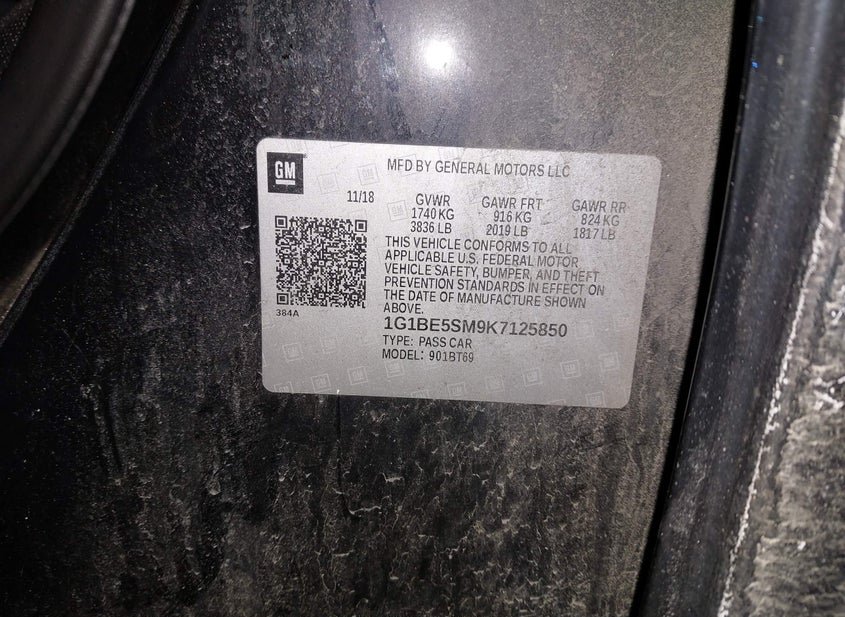 GM
MFD BY GENERAL MOTORS LLC
11/18
GVWR GAWR FRT GAWR RR
1740 KG 916 KG 824 KG
3836 LB 2019 LB 1817 LB
THIS VEHICLE CONFORMS TO ALL
APPLICABLE U.S. FEDERAL MOTOR
VEHICLE SAFETY, BUMPER, AND THEFT
PREVENTION STANDARDS IN EFFECT ON
THE DATE OF MANUFACTURE SHOWN
ABOVE.
384A
1G1BE5SM9K7125850
TYPE: PASS CAR
MODEL: 901BT69